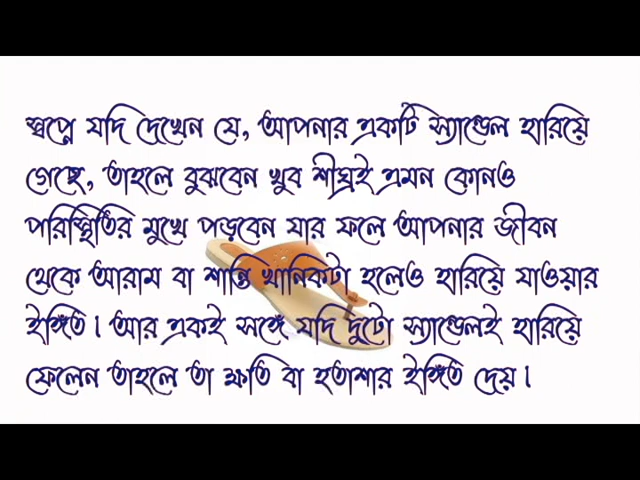 স্বপ্নে যদি দেখেন যে, আপনার একটি স্যান্ডেল হারিয়ে
গেছে, তাহলে বুঝবেন খুব শীঘ্রই এমন কোনও
পরিস্থিতির মুখে পড়বেন যার ফলে আপনার জীবন
থেকে আরাম বা শান্তি খানিকটা হলেও হারিয়ে যাওয়ার
ইঙ্গিত। আর একই সঙ্গে যদি দুটো স্যান্ডেলই হারিয়ে
ফেলেন তাহলে তা ক্ষতি বা হতাশার ইঙ্গিত দেয়।